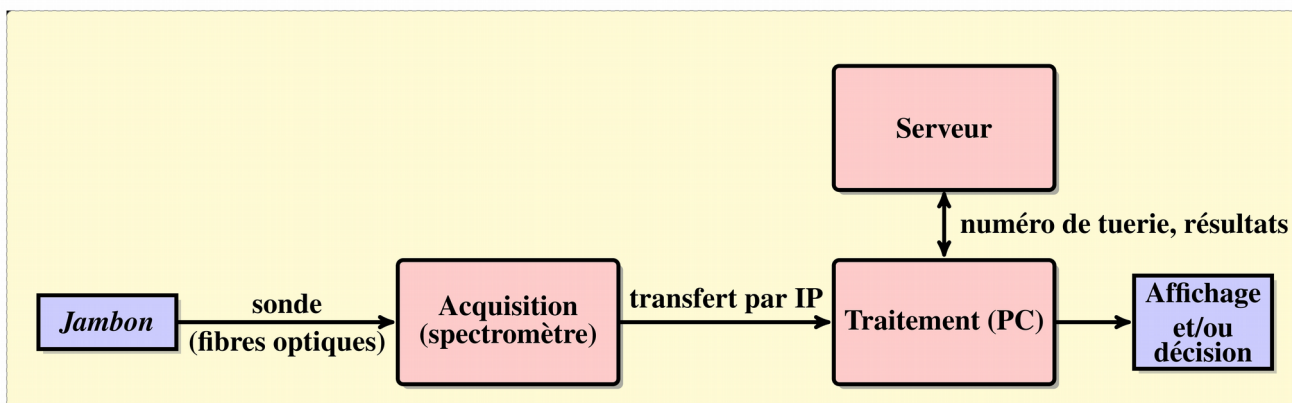 Serveur
numéro de tuerie, résultats
Jambon
sonde
(fibres optiques)
Acquisition
(spectromètre)
transfert par IP
Traitement (PC)
Affichage
et/ou
décision